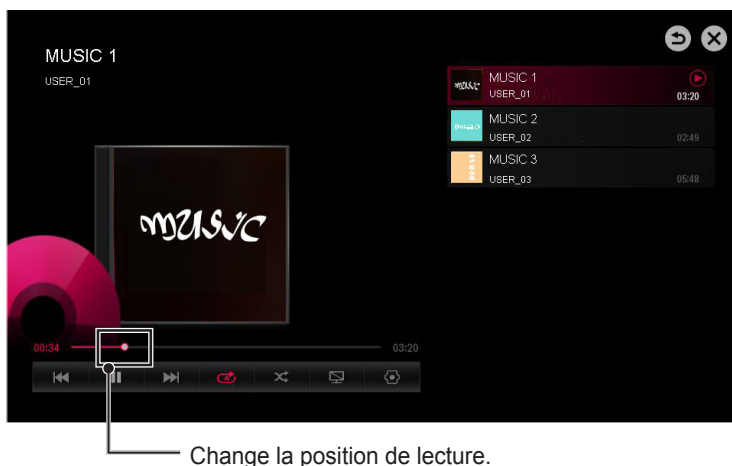 MUSIC 1
USER_01
music
00:34
03:20
MUSIC 1
USER_01
03:20
MUSIC 2
USER_02
02:49
MUSIC 3
USER_03
05:48
Change la position de lecture.